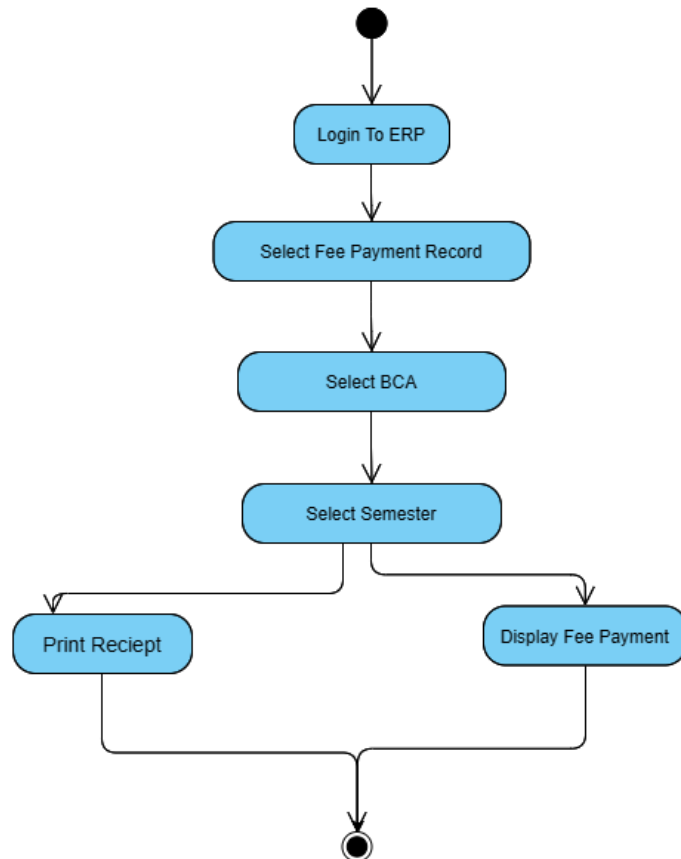 Login To ERP
Select Fee Payment Record
Select BCA
Select Semester
Print Reciept
Display Fee Payment